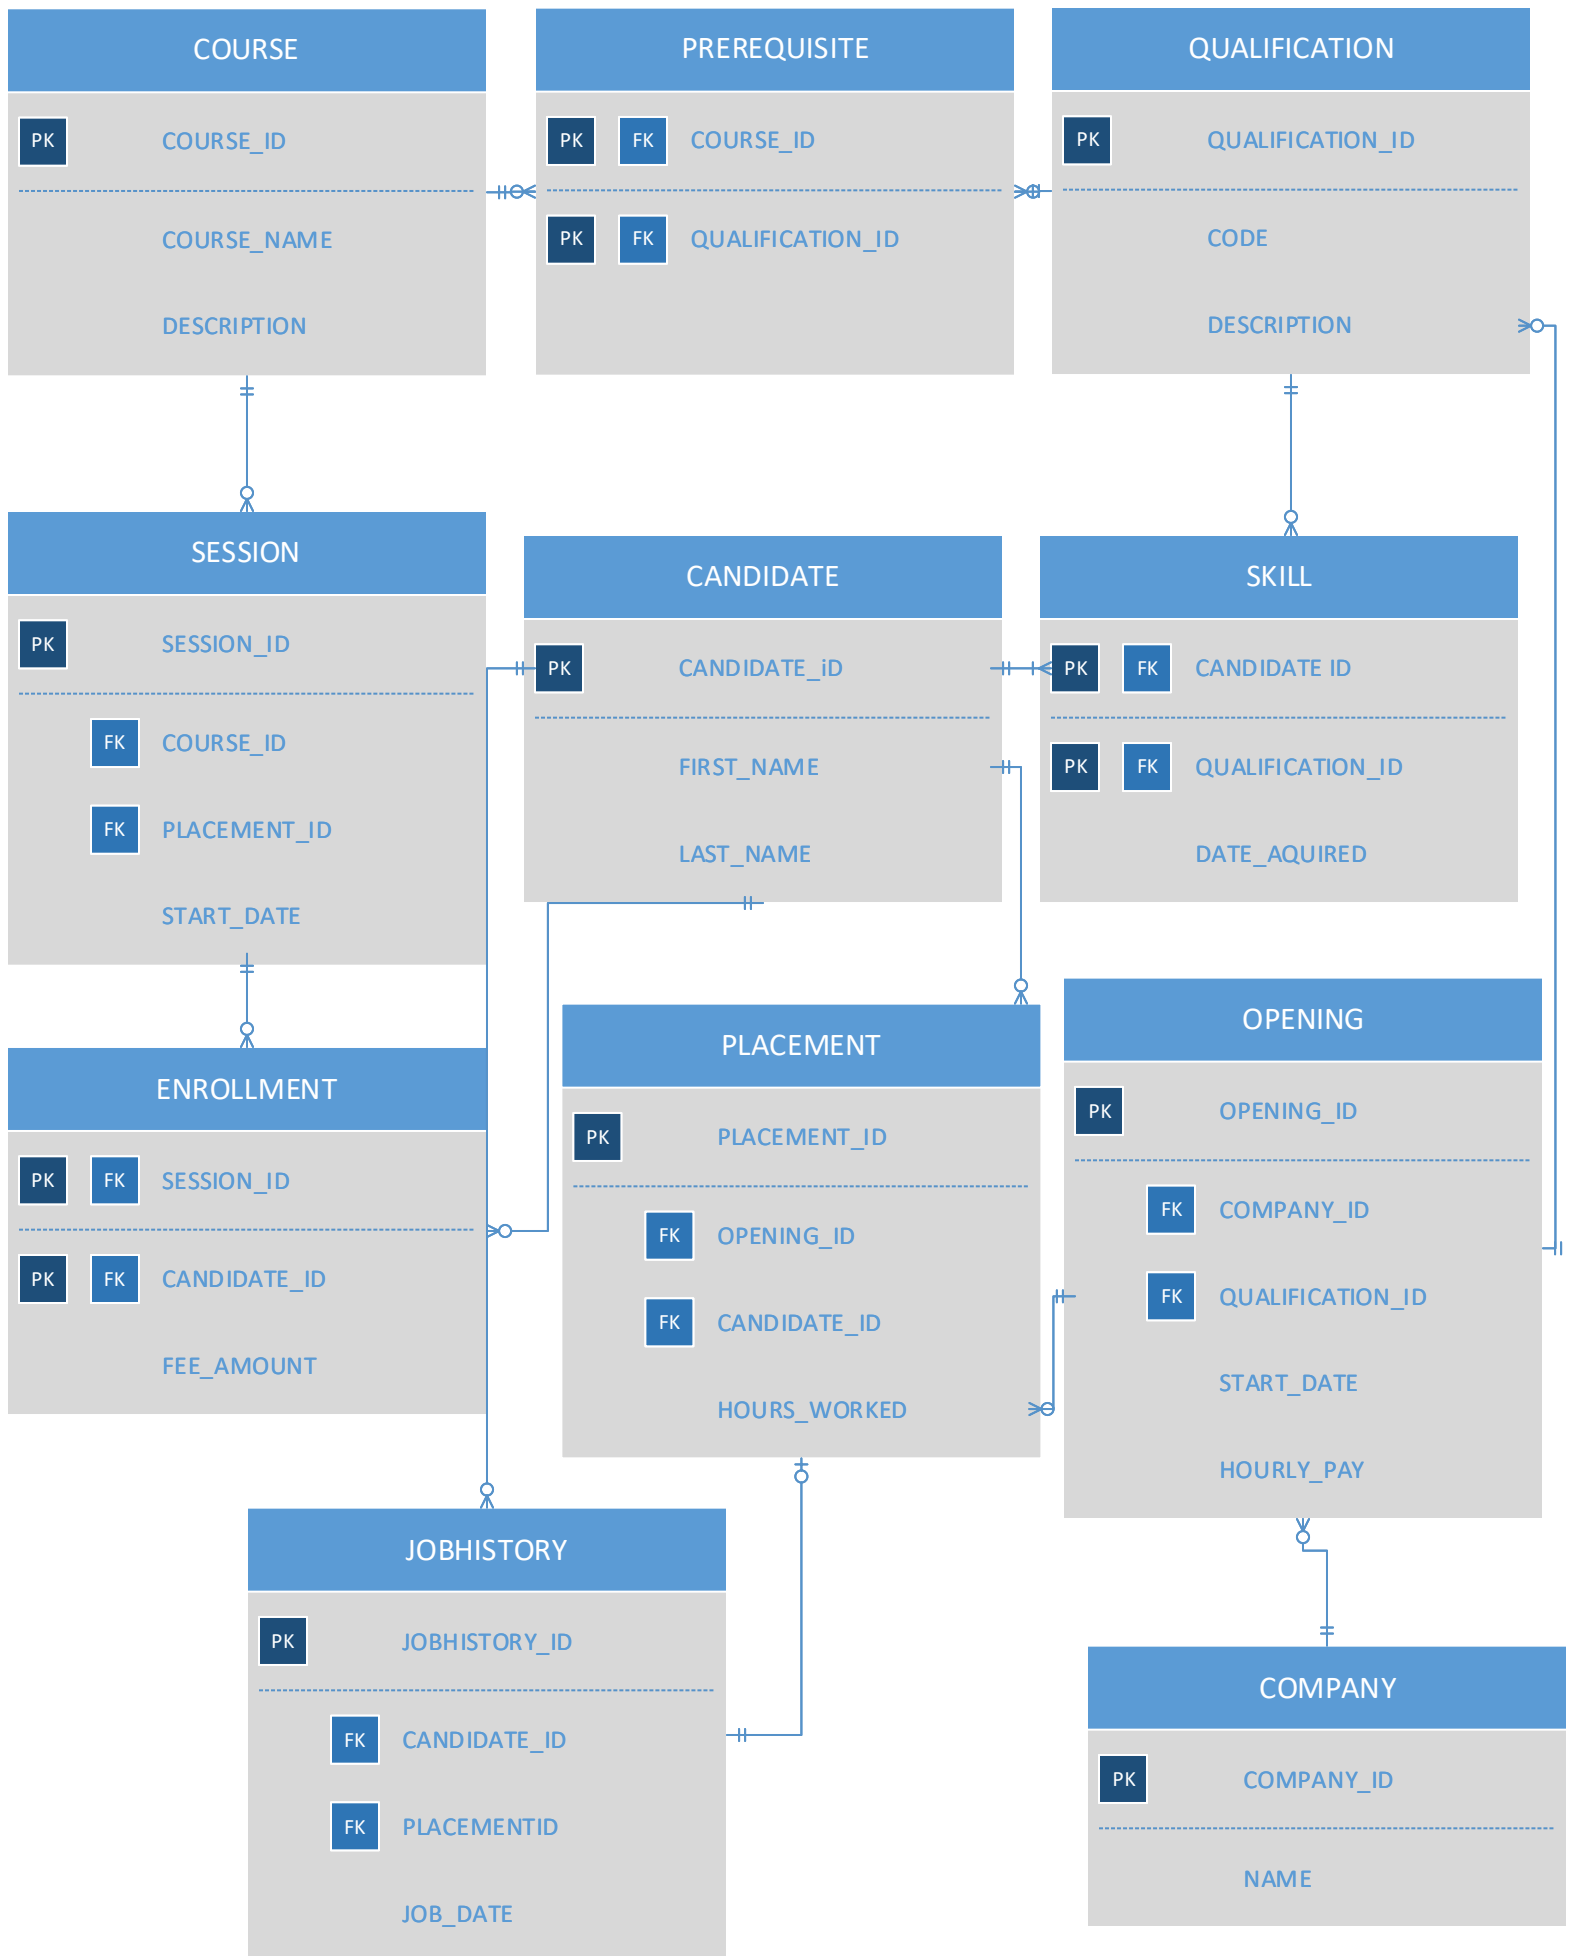 COURSE
PK COURSE_ID
COURSE_NAME
DESCRIPTION
PREREQUISITE
PK FK COURSE_ID
PK FK QUALIFICATION_ID
QUALIFICATION
PK QUALIFICATION_ID
CODE
DESCRIPTION
SESSION
PK SESSION_ID
FK COURSE_ID
FK PLACEMENT_ID
START_DATE
CANDIDATE
PK CANDIDATE_iD
FIRST_NAME
LAST_NAME
SKILL
PK FK CANDIDATE ID
PK FK QUALIFICATION_ID
DATE_AQUIRED
ENROLLMENT
PK FK SESSION_ID
PK FK CANDIDATE_ID
FEE_AMOUNT
PLACEMENT
PK PLACEMENT_ID
FK OPENING_ID
FK CANDIDATE_ID
HOURS_WORKED
OPENING
PK OPENING_ID
FK COMPANY_ID
FK QUALIFICATION_ID
START_DATE
HOURLY_PAY
JOBHISTORY
PK JOBHISTORY_ID
FK CANDIDATE_ID
FK PLACEMENTID
JOB_DATE
COMPANY
PK COMPANY_ID
NAME